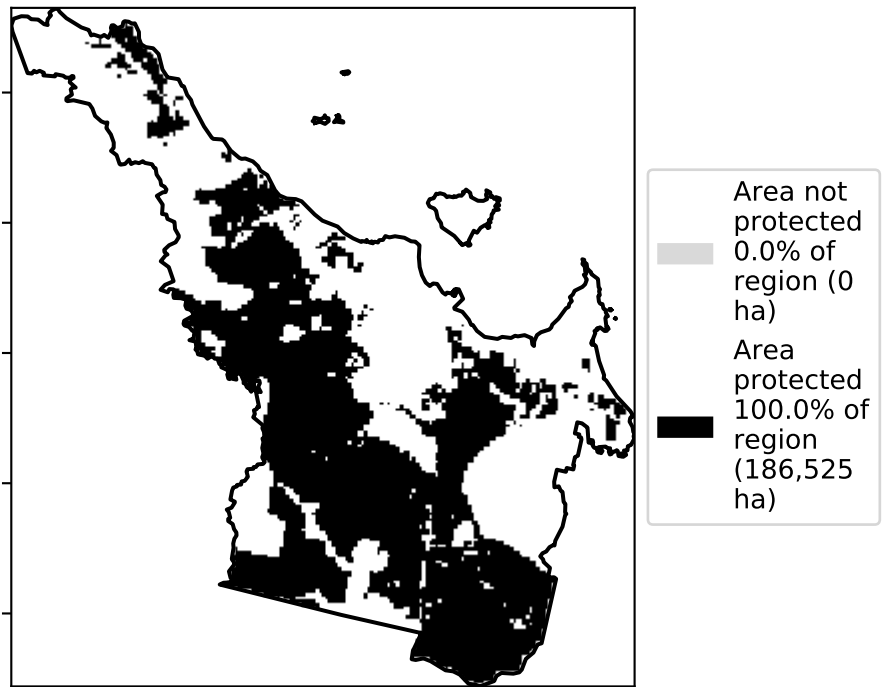 Area not
protected
0.0% of
region (0
ha)
Area
protected
100.0% of
region
(186,525
ha)